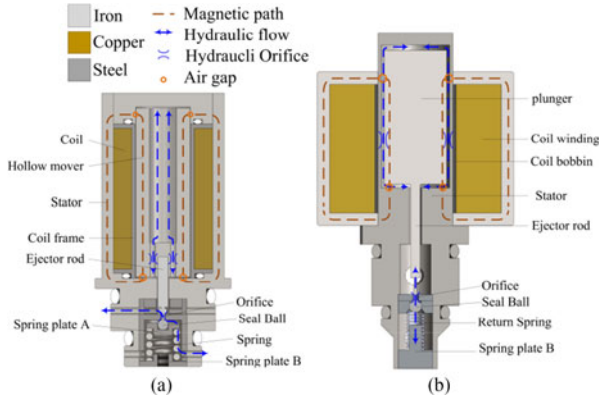 Iron
Copper
Steel
Magnetic path
Hydraulic flow
Hydraucli Orifice
Air gap
Coil
Hollow mover
Stator
Coil frame
Ejector rod
Spring plate A
Orifice
Seal Dall
Spring
Spring plate B
(a)
plunger
Coil winding
Coil bobbin
Stator
Ejector rod
Orifice
Seal Ball
Return Spring
Spring plate B
(b)